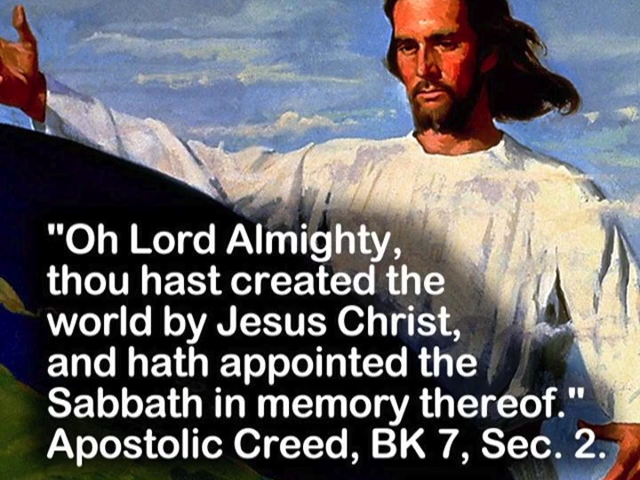 "Oh Lord Almighty,
thou hast created the
world by Jesus Christ,
and hath appointed the
Sabbath in memory thereof."
Apostolic Creed, BK 7, Sec. 2.